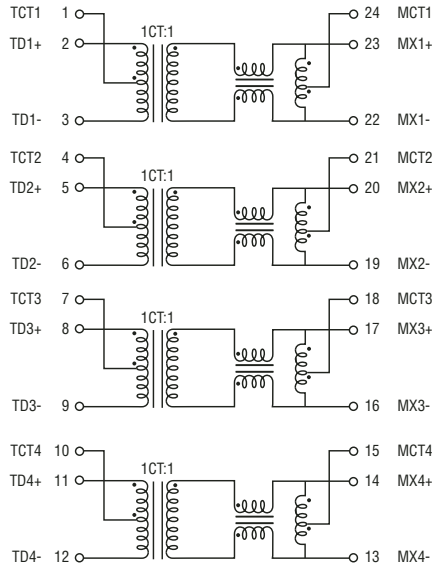 TCT1 1 24 MCT1
1CT:1
TD1+ 2 23 MX1+
TD1- 3 22 MX1-
TCT2 4 21 MCT2
1CT:1
TD2+ 5 20 MX2+
TD2- 6 19 MX2-
TCT3 7 18 MCT3
1CT:1
TD3+ 8 17 MX3+
TD3- 9 16 MX3-
TCT4 10 15 MCT4
1CT:1
TD4+ 11 14 MX4+
TD4- 12 13 MX4-